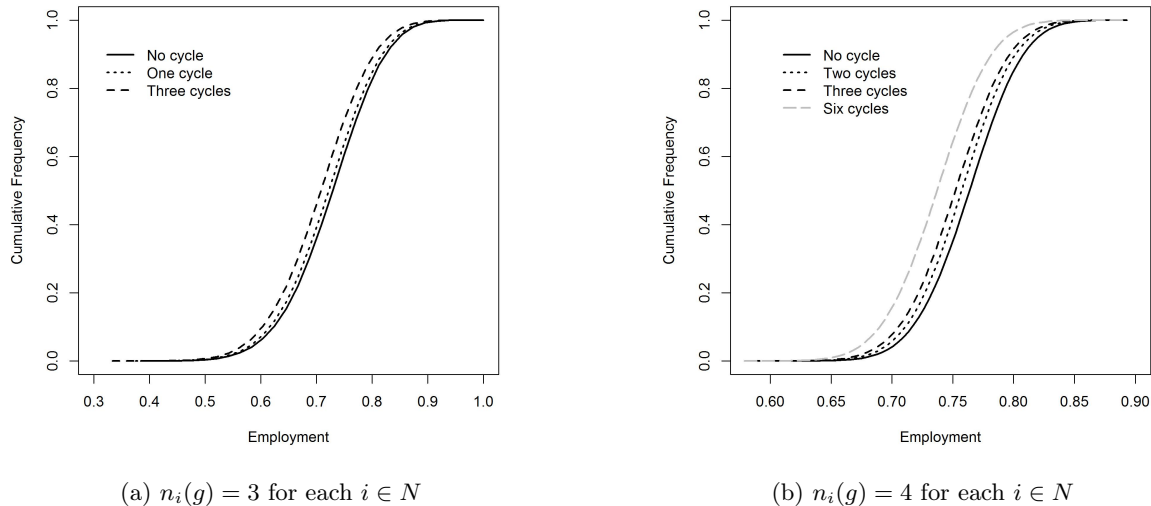 No cycle
One cycle
Three cycles
Cumulative Frequency
0.0 0.2 0.4 0.6 0.8 1.0
0.3 0.4 0.5 0.6 0.7 0.8 0.9 1.0
Employment
(a) n_i(g) = 3 for each i ∈ N
No cycle
Two cycles
Three cycles
Six cycles
Cumulative Frequency
0.0 0.2 0.4 0.6 0.8 1.0
0.60 0.65 0.70 0.75 0.80 0.85 0.90
Employment
(b) n_i(g) = 4 for each i ∈ N